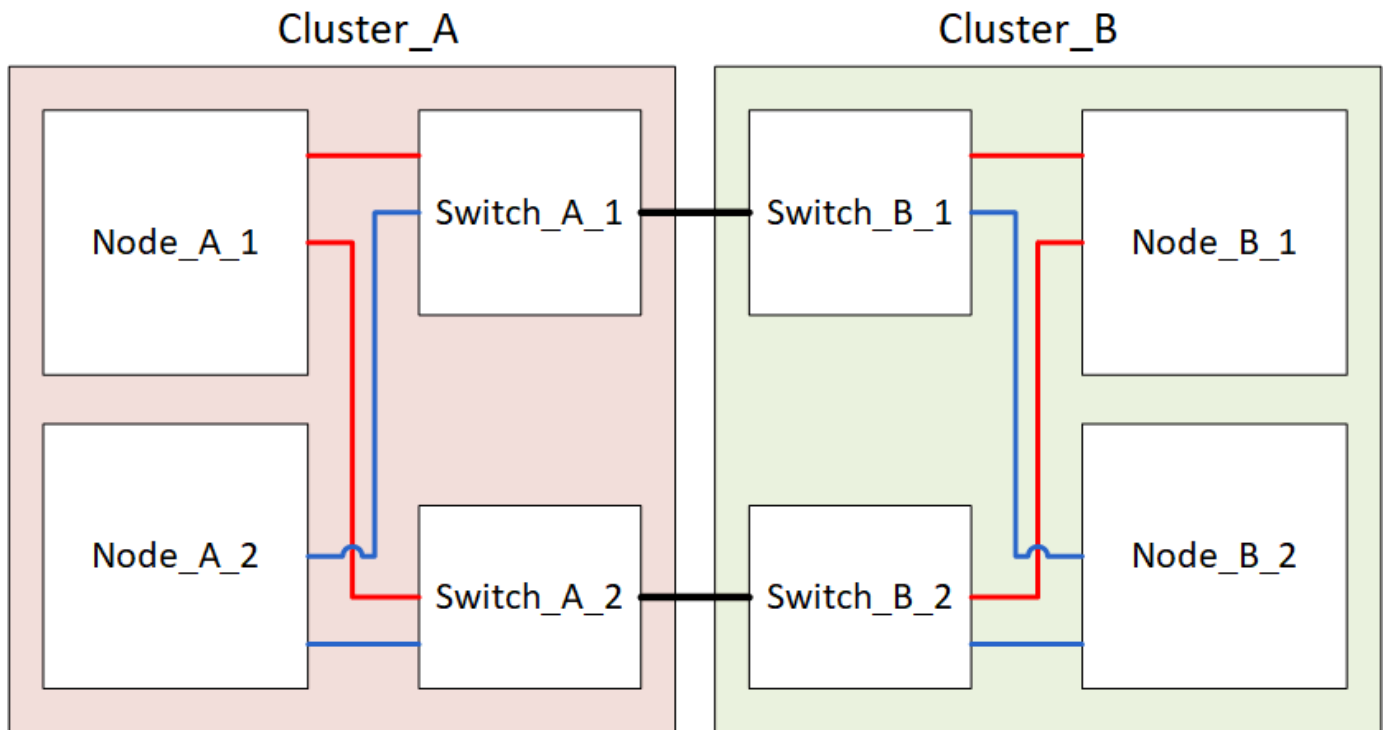 Cluster_A
Cluster_B
Node_A_1
Switch_A_1
Switch_B_1
Node_B_1
Node_A_2
Switch_A_2
Switch_B_2
Node_B_2